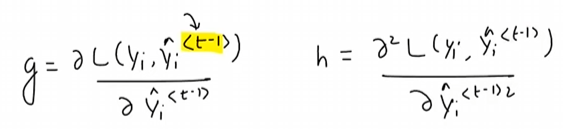 g = ∂L(yᵢ, ŷᵢ^<t-1>) / ∂ŷᵢ^<t-1>
h = ∂²L(yᵢ, ŷᵢ^<t-1>) / ∂ŷᵢ^<t-1>²